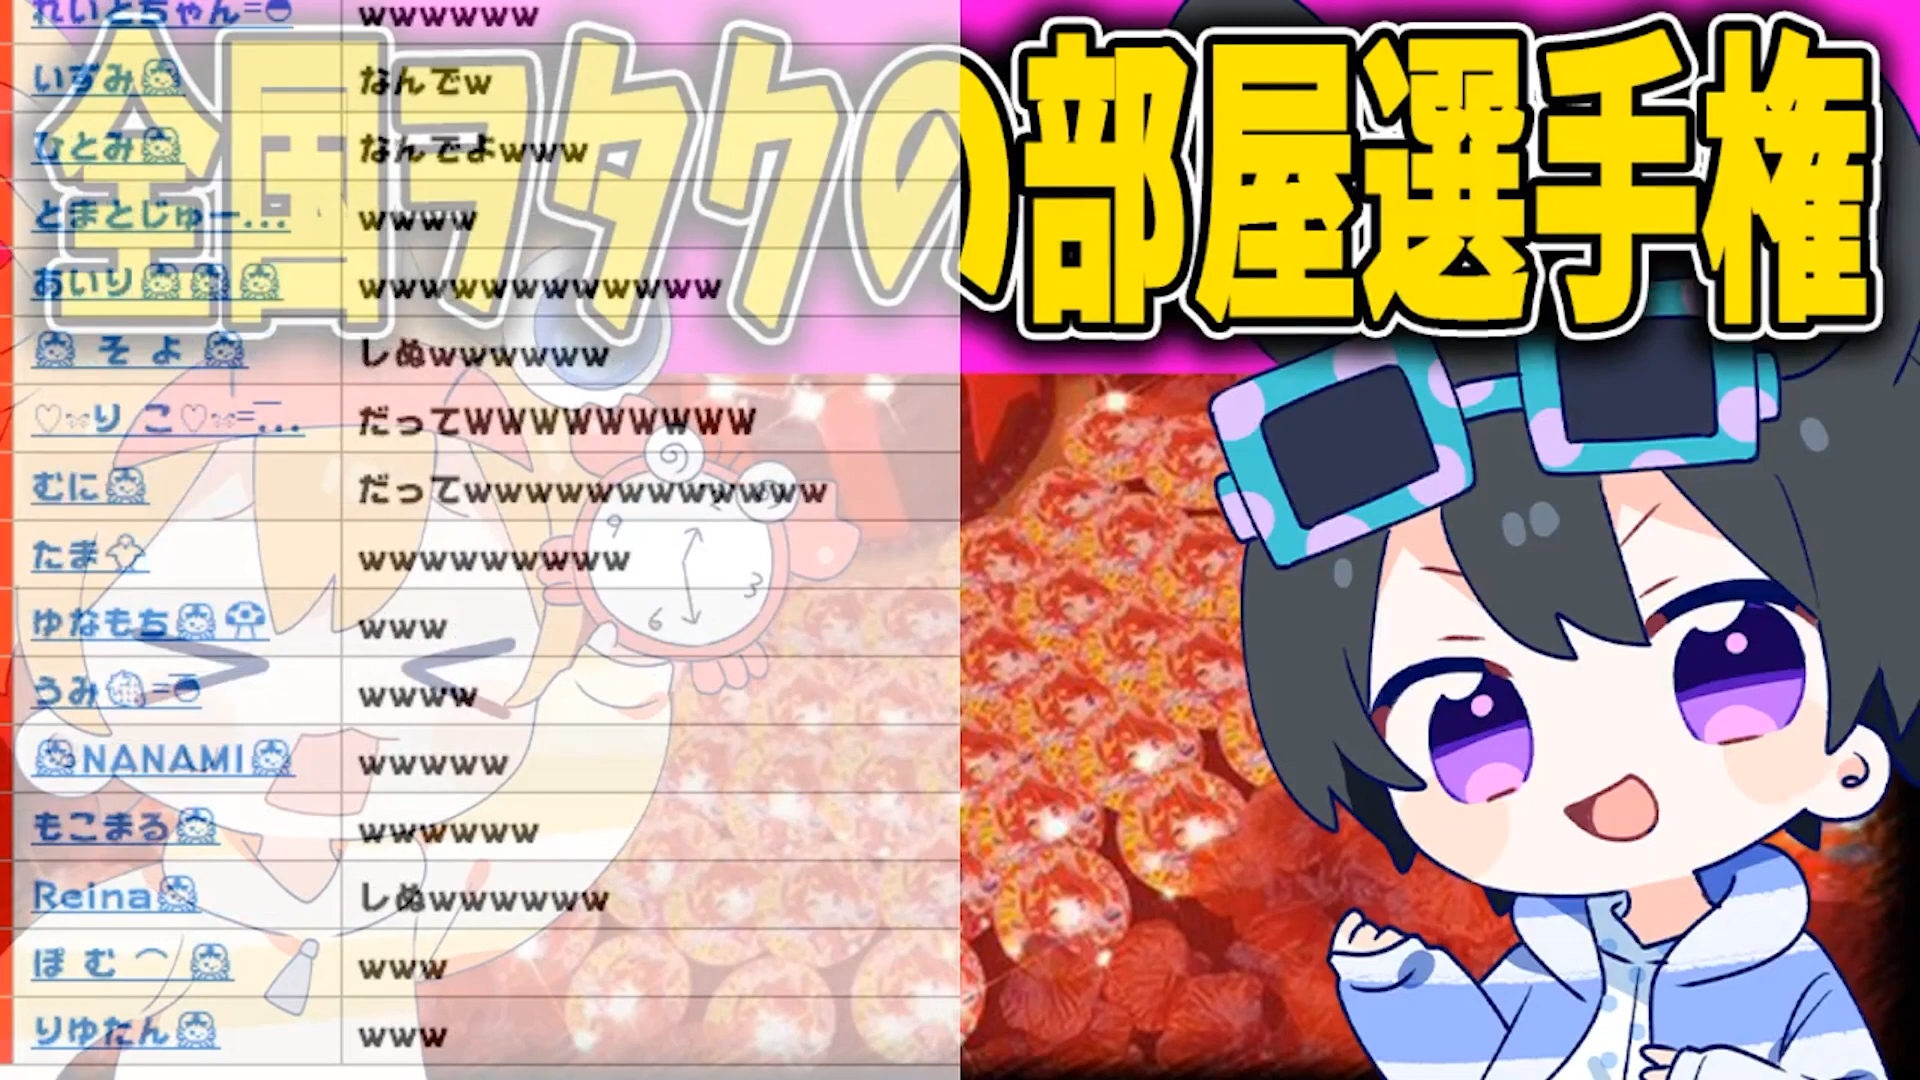 全国ヲタクの部屋選手権
れいとちゃん= wwwwww
いずみ なんでw
ひとみ なんでよwww
とまとじゅー... wwww
あいり wwwwwwwwwwww
そよ しぬwwwwww
♡りこ♡=... だってWWWWWWWWWW
むに だってwwwwwwwwwwww
たま wwwwwwwww
ゆなもち www
うみ= wwww
NANAMI wwwww
もこまる wwwwww
Reina しぬwwwwww
ぽむ⌒ www
りゆたん www
9
3
6